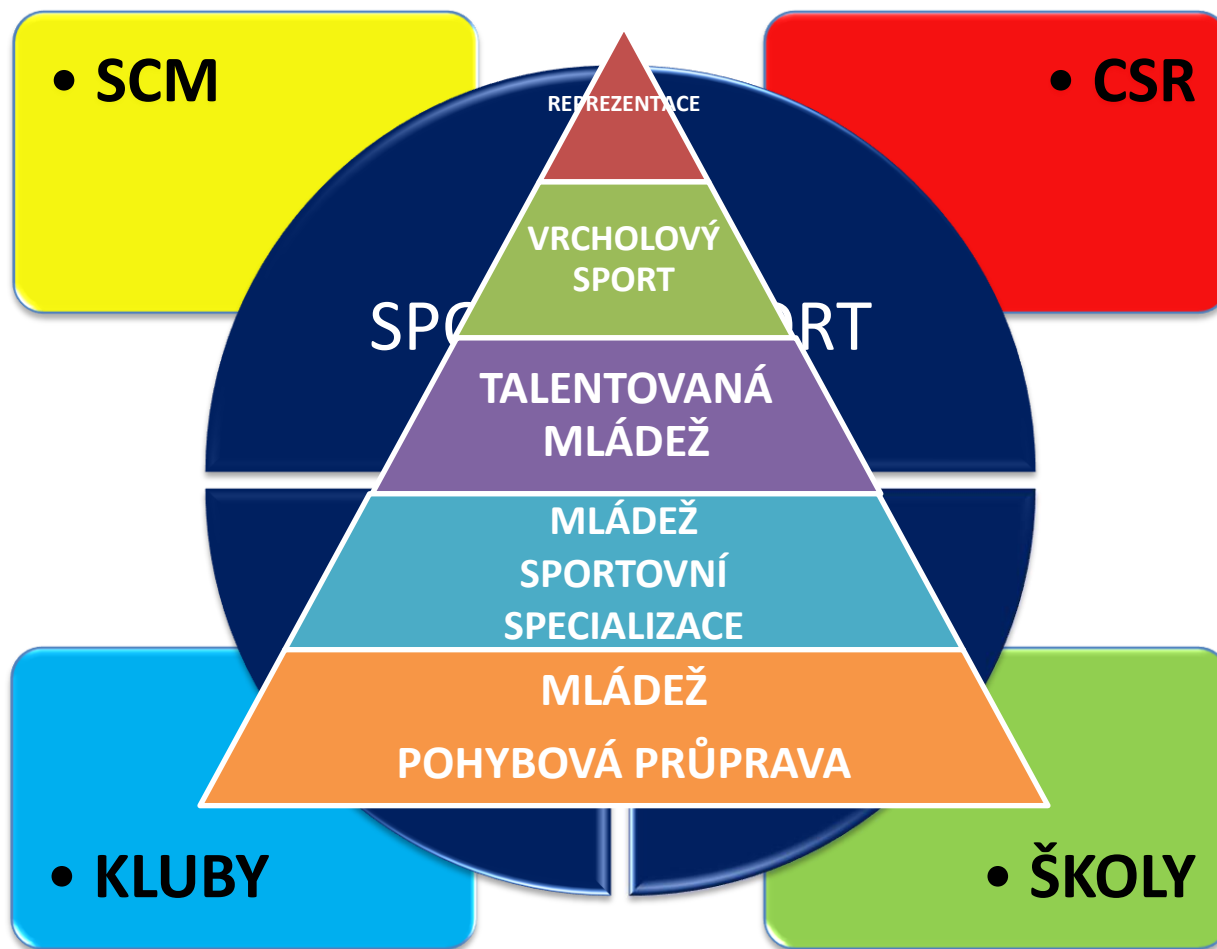 • SCM
• CSR
REPREZENTACE
VRCHOLOVÝ
SPORT
TALENTOVANÁ
MLÁDEŽ
MLÁDEŽ
SPORTOVNÍ
SPECIALIZACE
MLÁDEŽ
POHYBOVÁ PRŮPRAVA
• KLUBY
• ŠKOLY